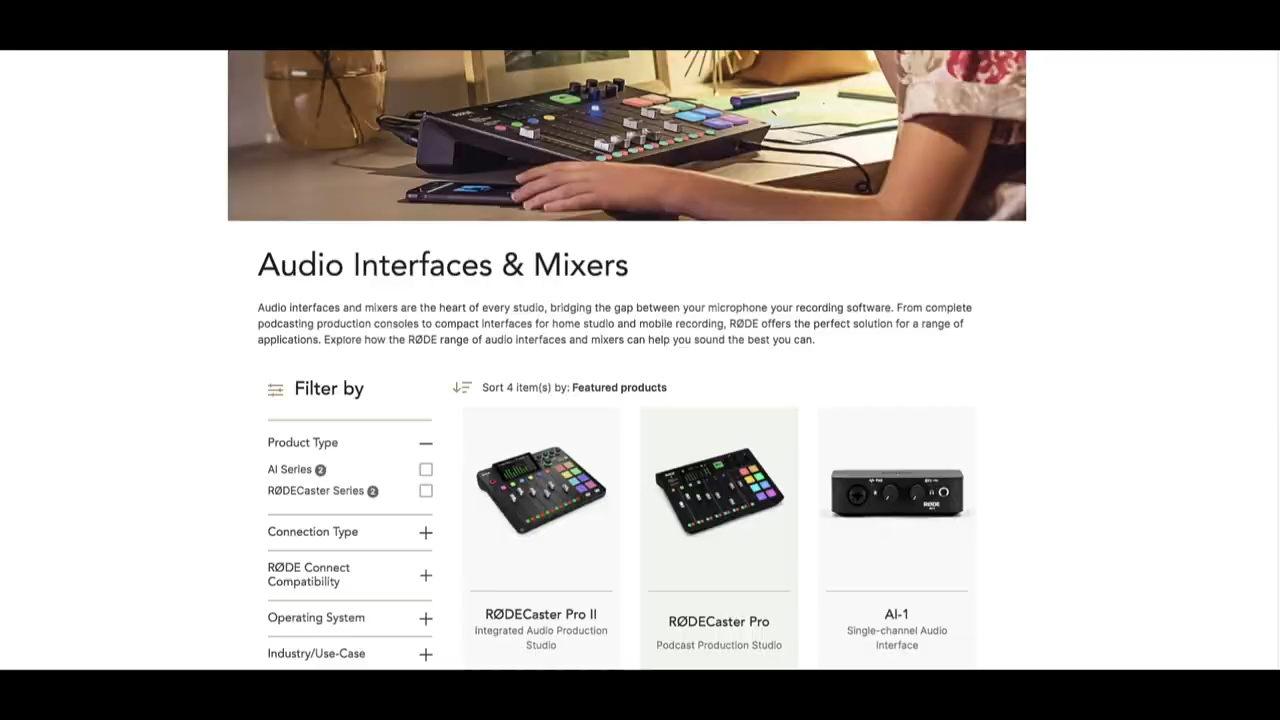 Audio Interfaces & Mixers
Audio interfaces and mixers are the heart of every studio, bridging the gap between your microphone your recording software. From complete
podcasting production consoles to compact interfaces for home studio and mobile recording, RØDE offers the perfect solution for a range of
applications. Explore how the RØDE range of audio interfaces and mixers can help you sound the best you can.
Filter by
Sort 4 item(s) by: Featured products
Product Type
AI Series 2
RØDECaster Series 2
Connection Type
RØDE Connect
Compatibility
Operating System
Industry/Use-Case
RØDE
RØDECaster Pro II
Integrated Audio Production
Studio
RØDECaster Pro
Podcast Production Studio
AI-1
Single-channel Audio
Interface